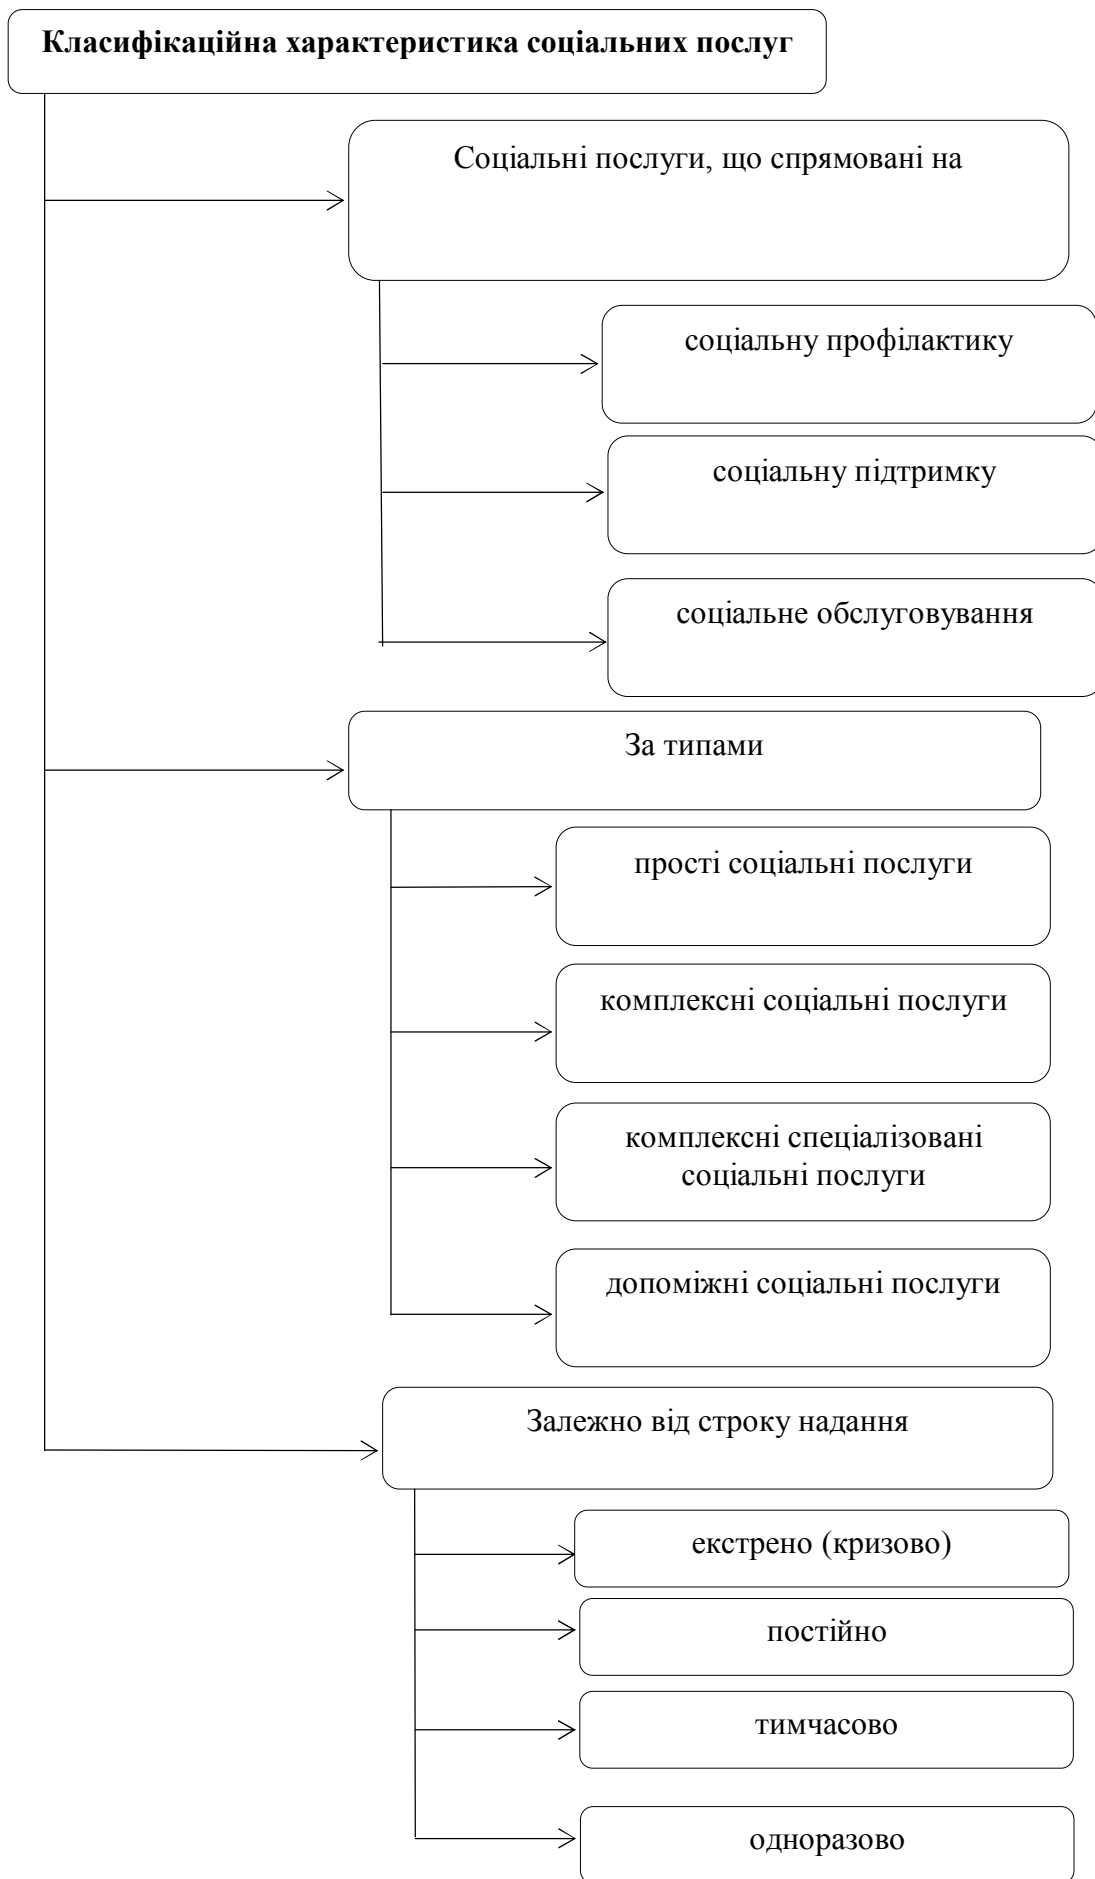 Класифікаційна характеристика соціальних послуг
Соціальні послуги, що спрямовані на
соціальну профілактику
соціальну підтримку
соціальне обслуговування
За типами
прості соціальні послуги
комплексні соціальні послуги
комплексні спеціалізовані
соціальні послуги
допоміжні соціальні послуги
Залежно від строку надання
екстрено (кризово)
постійно
тимчасово
одноразово